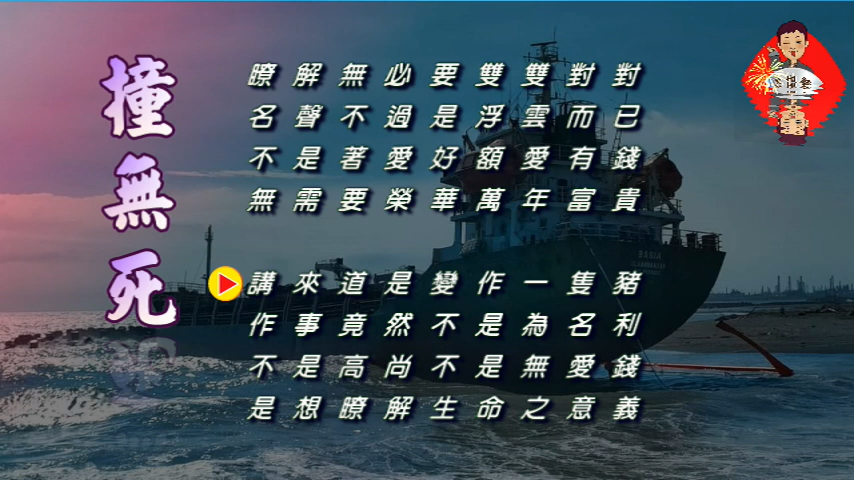 撞無死
瞭解無必要雙雙對對
名聲不過是浮雲而已
不是著愛好額愛有錢
無需要榮華萬年富貴
講來道是變作一隻豬
作事竟然不是為名利
不是高尚不是無愛錢
是想瞭解生命之意義